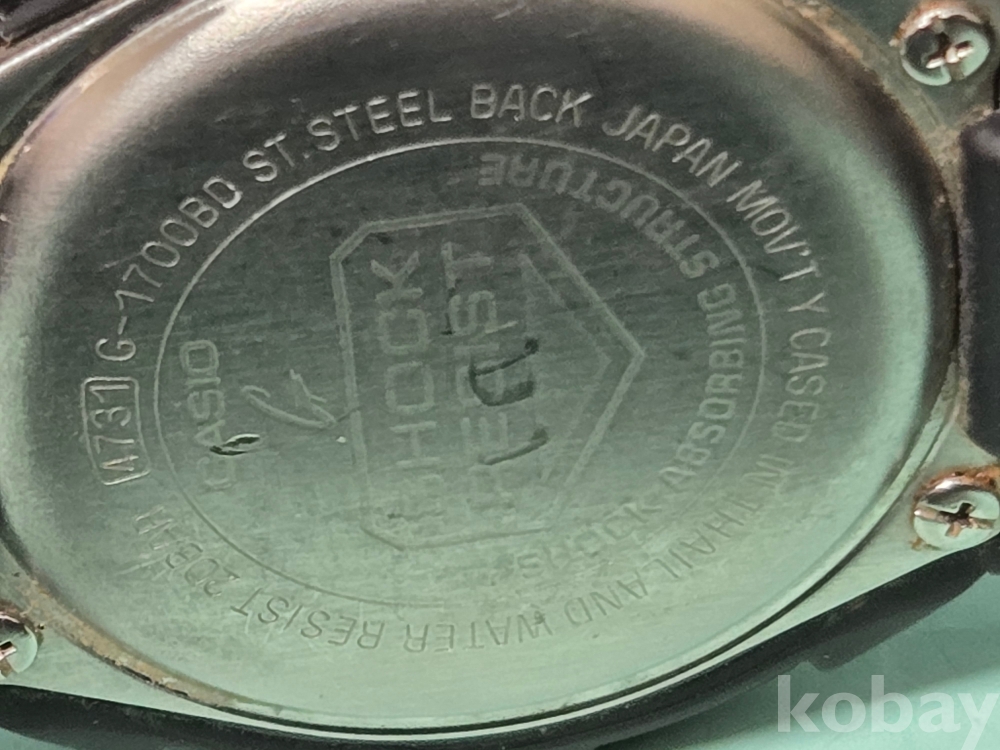 4731 G-1700BD ST.STEEL BACK JAPAN MOV'T Y CASED IN THAILAND WATER RESIST 20BAR
CASIO
SHOCK
RESIST
SHOCK ABSORBING STRUCTURE
kobay